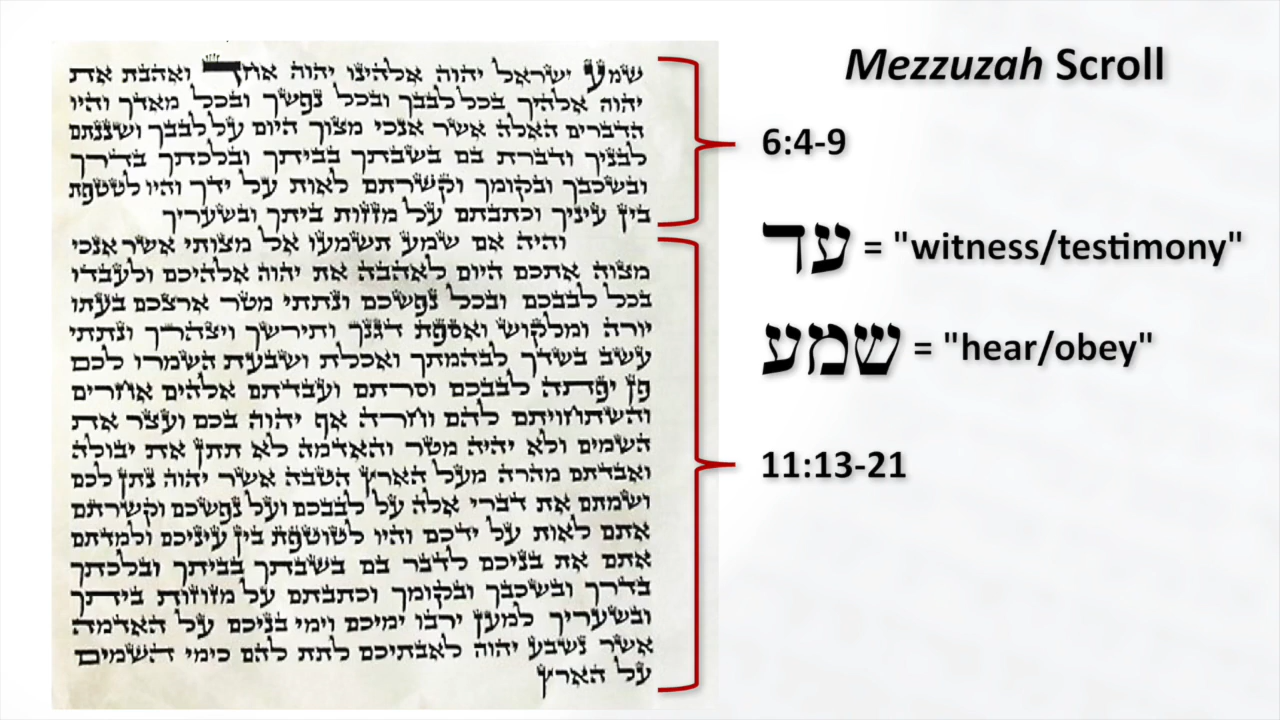 שמע ישראל יהוה אלהינו יהוה אחד ואהבת את
יהוה אלהיך בכל לבבך ובכל נפשך ובכל מאדך והיו
הדברים האלה אשר אנכי מצוך היום על לבבך ושננתם
לבניך ודברת בם בשבתך בביתך ובלכתך בדרך
ובשכבך ובקומך וקשרתם לאות על ידך והיו לטטפת
בין עיניך וכתבתם על מזזות ביתך ובשעריך
והיה אם שמע תשמעו אל מצותי אשר אנכי
מצוה אתכם היום לאהבה את יהוה אלהיכם ולעבדו
בכל לבבכם ובכל נפשכם ונתתי מטר ארצכם בעתו
יורה ומלקוש ואספת דגנך ותירשך ויצהרך ונתתי
עשב בשדך לבהמתך ואכלת ושבעת השמרו לכם
פן יפתה לבבכם וסרתם ועבדתם אלהים אחרים
והשתחויתם להם וחרה אף יהוה בכם ועצר את
השמים ולא יהיה מטר והאדמה לא תתן את יבולה
ואבדתם מהרה מעל הארץ הטבה אשר יהוה נתן לכם
ושמתם את דברי אלה על לבבכם ועל נפשכם וקשרתם
אתם לאות על ידכם והיו לטוטפת בין עיניכם ולמדתם
אתם את בניכם לדבר בם בשבתך בביתך ובלכתך
בדרך ובשכבך ובקומך וכתבתם על מזוזות ביתך
ובשעריך למען ירבו ימיכם וימי בניכם על האדמה
אשר נשבע יהוה לאבתיכם לתת להם כימי השמים
על הארץ
Mezzuzah Scroll
6:4-9
עד = "witness/testimony"
שמע = "hear/obey"
11:13-21